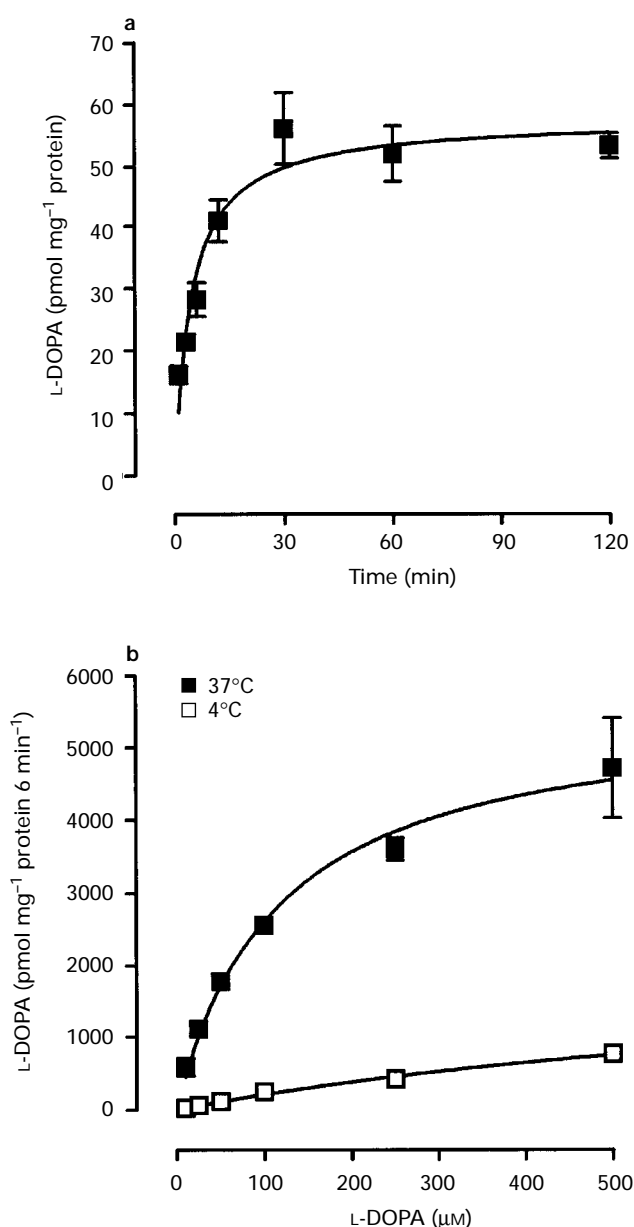 a
70
60
50
40
30
20
10
0
L-DOPA (pmol mg⁻¹ protein)
0 30 60 90 120
Time (min)
b
6000
5000
4000
3000
2000
1000
0
L-DOPA (pmol mg⁻¹ protein 6 min⁻¹)
37°C
4°C
0 100 200 300 400 500
L-DOPA (μM)